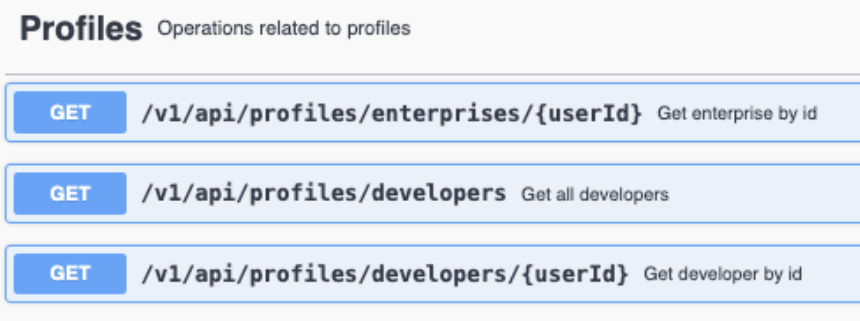 Profiles Operations related to profiles
GET /v1/api/profiles/enterprises/{userId} Get enterprise by id
GET /v1/api/profiles/developers Get all developers
GET /v1/api/profiles/developers/{userId} Get developer by id